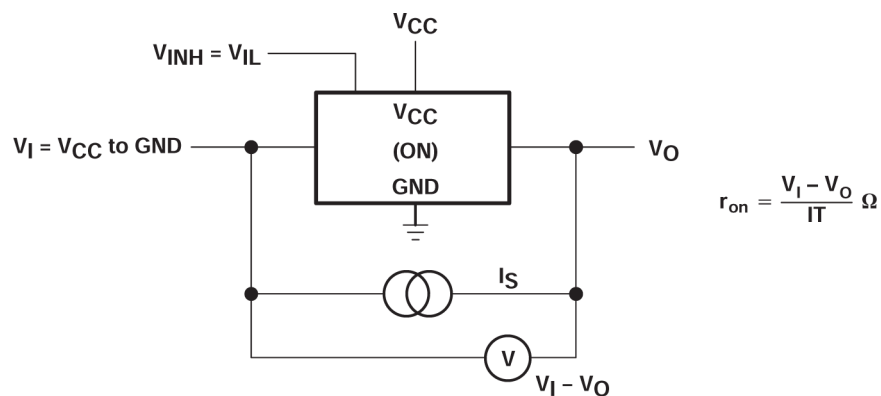 VCC
VINH = VIL
VCC
VI = VCC to GND
(ON)
VO
GND
ron = VI – VO / IT Ω
IS
V
VI – VO